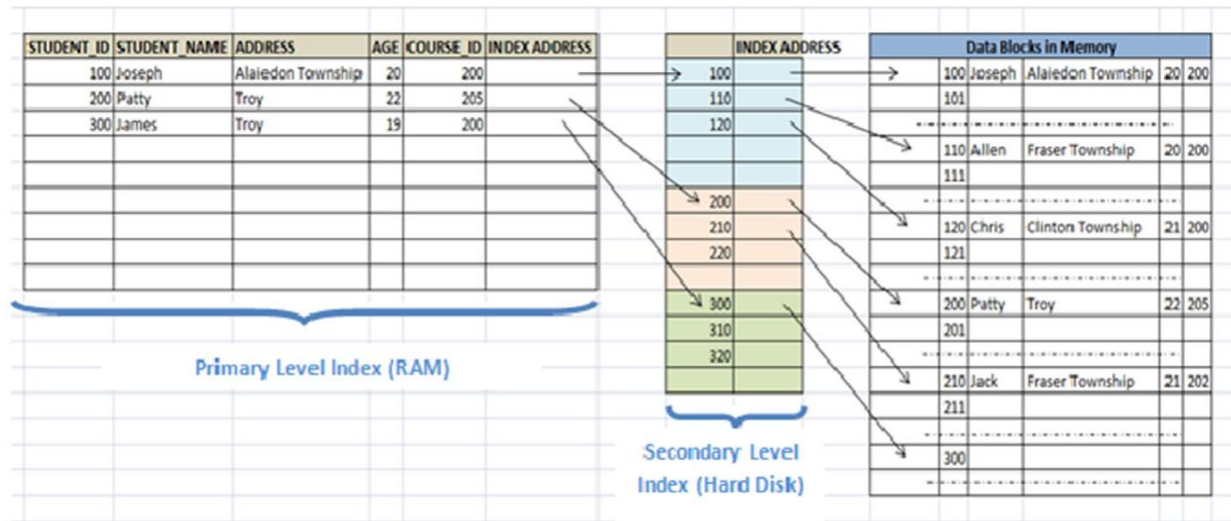 STUDENT_ID STUDENT_NAME ADDRESS AGE COURSE_ID INDEX ADDRESS
100 Joseph Alaiedon Township 20 200
200 Patty Troy 22 205
300 James Troy 19 200
Primary Level Index (RAM)
INDEX ADDRESS
100
110
120
200
210
220
300
310
320
Secondary Level
Index (Hard Disk)
Data Blocks in Memory
100 Joseph Alaiedon Township 20 200
101
110 Allen Fraser Township 20 200
111
120 Chris Clinton Township 21 200
121
200 Patty Troy 22 205
201
210 Jack Fraser Township 21 202
211
300